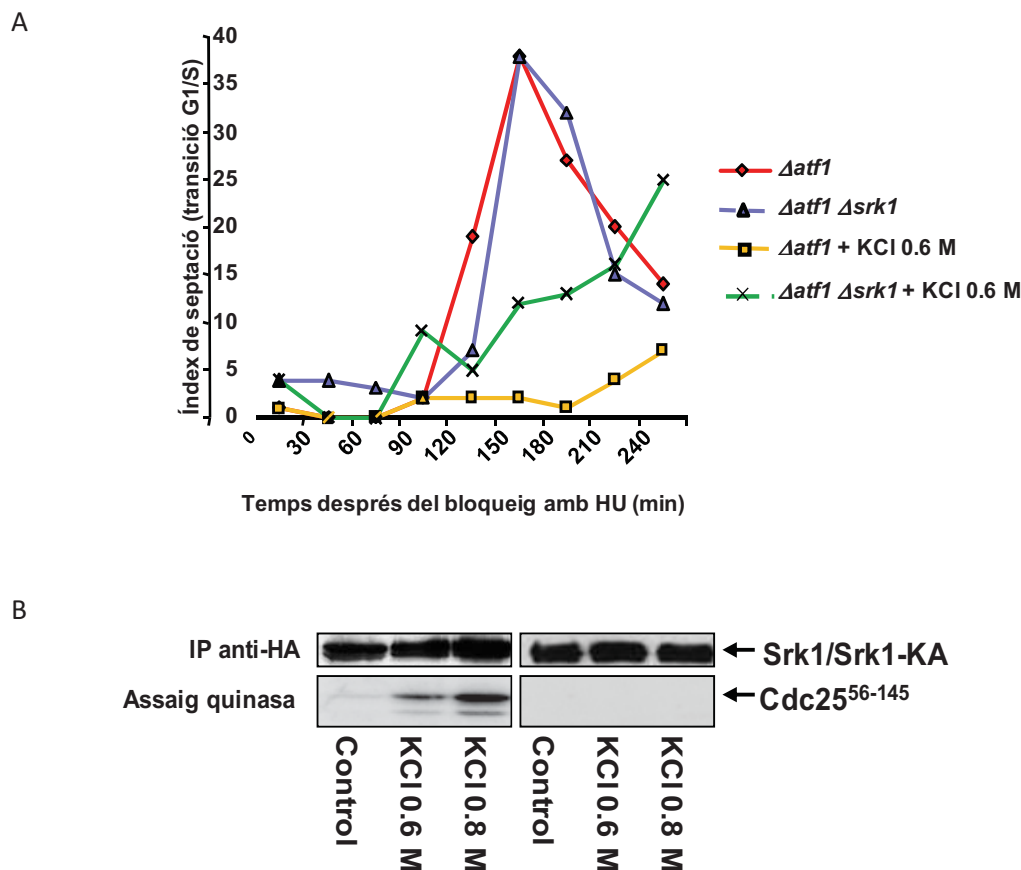 A
Índex de septació (transició G1/S)
40
35
30
25
20
15
10
5
0
0
30
60
90
120
150
180
210
240
Temps després del bloqueig amb HU (min)
Δatf1
Δatf1 Δsrk1
Δatf1 + KCl 0.6 M
Δatf1 Δsrk1 + KCl 0.6 M
B
IP anti-HA
Srk1/Srk1-KA
Assaig quinasa
Cdc25⁵⁶⁻¹⁴⁵
Control
KCl 0.6 M
KCl 0.8 M
Control
KCl 0.6 M
KCl 0.8 M